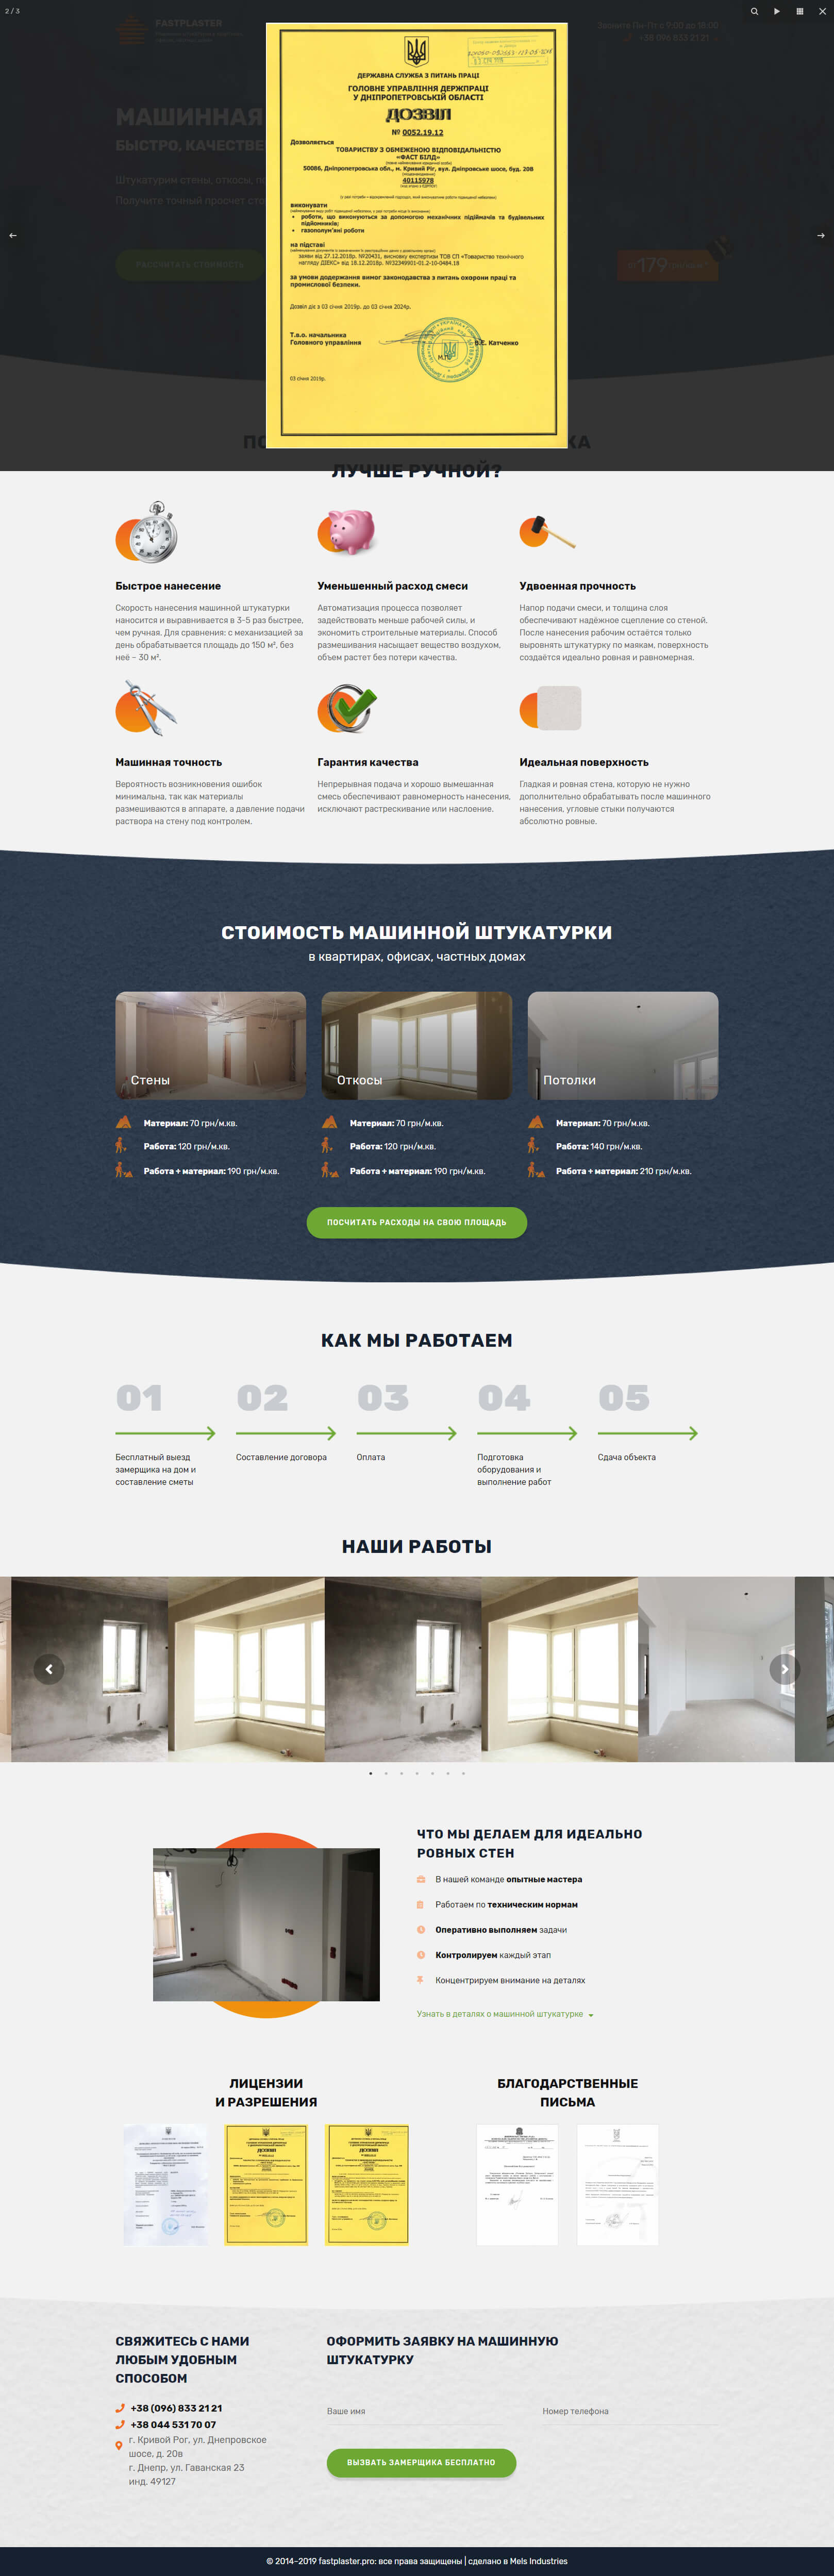 2 / 3
FASTPLASTER
Звоните Пн-Пт с 9:00 до 18:00
+38 096 833 21 21
МАШИННАЯ
БЫСТРО, КАЧЕСТВЕ
Штукатурим стены, откосы, по
Получите точный просчет сто
РАССЧИТАТЬ СТОИМОСТЬ
179
ДЕРЖАВНА СЛУЖБА З ПИТАНЬ ПРАЦІ
ГОЛОВНЕ УПРАВЛІННЯ ДЕРЖПРАЦІ
У ДНІПРОПЕТРОВСЬКІЙ ОБЛАСТІ
ДОЗВІЛ
№ 0052.19.12
Дозволяється
ТОВАРИСТВУ З ОБМЕЖЕНОЮ ВІДПОВІДАЛЬНІСТЮ
«ФАСТ БІЛД»
50086, Дніпропетровська обл., м. Кривий Ріг, вул. Дніпровське шосе, буд. 20В
40115978
виконувати
• роботи, що виконуються за допомогою механічних підіймачів та будівельних
підйомників;
• газополум'яні роботи
на підставі
заяви від 27.12.2018р. №20431, висновку експертизи ТОВ СП «Товариство технічного
нагляду ДІЕКС» від 18.12.2018р. №32349901-01.2-10-0484.18
за умови додержання вимог законодавства з питань охорони праці та
промислової безпеки.
Дозвіл діє з 03 січня 2019р. до 03 січня 2024р.
Т.в.о. начальника
Головного управління
В.Е. Катченко
М.П.
03 січня 2019р.
ЛУЧШЕ РУЧНОЙ?
Быстрое нанесение
Скорость нанесения машинной штукатурки
наносится и выравнивается в 3-5 раз быстрее,
чем ручная. Для сравнения: с механизацией за
день обрабатывается площадь до 150 м², без
неё – 30 м².
Уменьшенный расход смеси
Автоматизация процесса позволяет
задействовать меньше рабочей силы, и
экономить строительные материалы. Способ
размешивания насыщает вещество воздухом,
объем растет без потери качества.
Удвоенная прочность
Напор подачи смеси, и толщина слоя
обеспечивают надёжное сцепление со стеной.
После нанесения рабочим остаётся только
выровнять штукатурку по маякам, поверхность
создаётся идеально ровная и равномерная.
Машинная точность
Вероятность возникновения ошибок
минимальна, так как материалы
размешиваются в аппарате, а давление подачи
раствора на стену под контролем.
Гарантия качества
Непрерывная подача и хорошо вымешанная
смесь обеспечивают равномерность нанесения,
исключают растрескивание или наслоение.
Идеальная поверхность
Гладкая и ровная стена, которую не нужно
дополнительно обрабатывать после машинного
нанесения, угловые стыки получаются
абсолютно ровные.
СТОИМОСТЬ МАШИННОЙ ШТУКАТУРКИ
в квартирах, офисах, частных домах
Стены
Материал: 70 грн/м.кв.
Работа: 120 грн/м.кв.
Работа + материал: 190 грн/м.кв.
Откосы
Материал: 70 грн/м.кв.
Работа: 120 грн/м.кв.
Работа + материал: 190 грн/м.кв.
Потолки
Материал: 70 грн/м.кв.
Работа: 140 грн/м.кв.
Работа + материал: 210 грн/м.кв.
ПОСЧИТАТЬ РАСХОДЫ НА СВОЮ ПЛОЩАДЬ
КАК МЫ РАБОТАЕМ
01
Бесплатный выезд
замерщика на дом и
составление сметы
02
Составление договора
03
Оплата
04
Подготовка
оборудования и
выполнение работ
05
Сдача объекта
НАШИ РАБОТЫ
ЧТО МЫ ДЕЛАЕМ ДЛЯ ИДЕАЛЬНО
РОВНЫХ СТЕН
В нашей команде опытные мастера
Работаем по техническим нормам
Оперативно выполняем задачи
Контролируем каждый этап
Концентрируем внимание на деталях
Узнать в деталях о машинной штукатурке
ЛИЦЕНЗИИ
И РАЗРЕШЕНИЯ
БЛАГОДАРСТВЕННЫЕ
ПИСЬМА
ДОЗВІЛ
ДОЗВІЛ
СВЯЖИТЕСЬ С НАМИ
ЛЮБЫМ УДОБНЫМ
СПОСОБОМ
+38 (096) 833 21 21
+38 044 531 70 07
г. Кривой Рог, ул. Днепровское
шосе, д. 20в
г. Днепр, ул. Гаванская 23
инд. 49127
ОФОРМИТЬ ЗАЯВКУ НА МАШИННУЮ
ШТУКАТУРКУ
Ваше имя
Номер телефона
ВЫЗВАТЬ ЗАМЕРЩИКА БЕСПЛАТНО
© 2014-2019 fastplaster.pro: все права защищены | сделано в Mels Industries